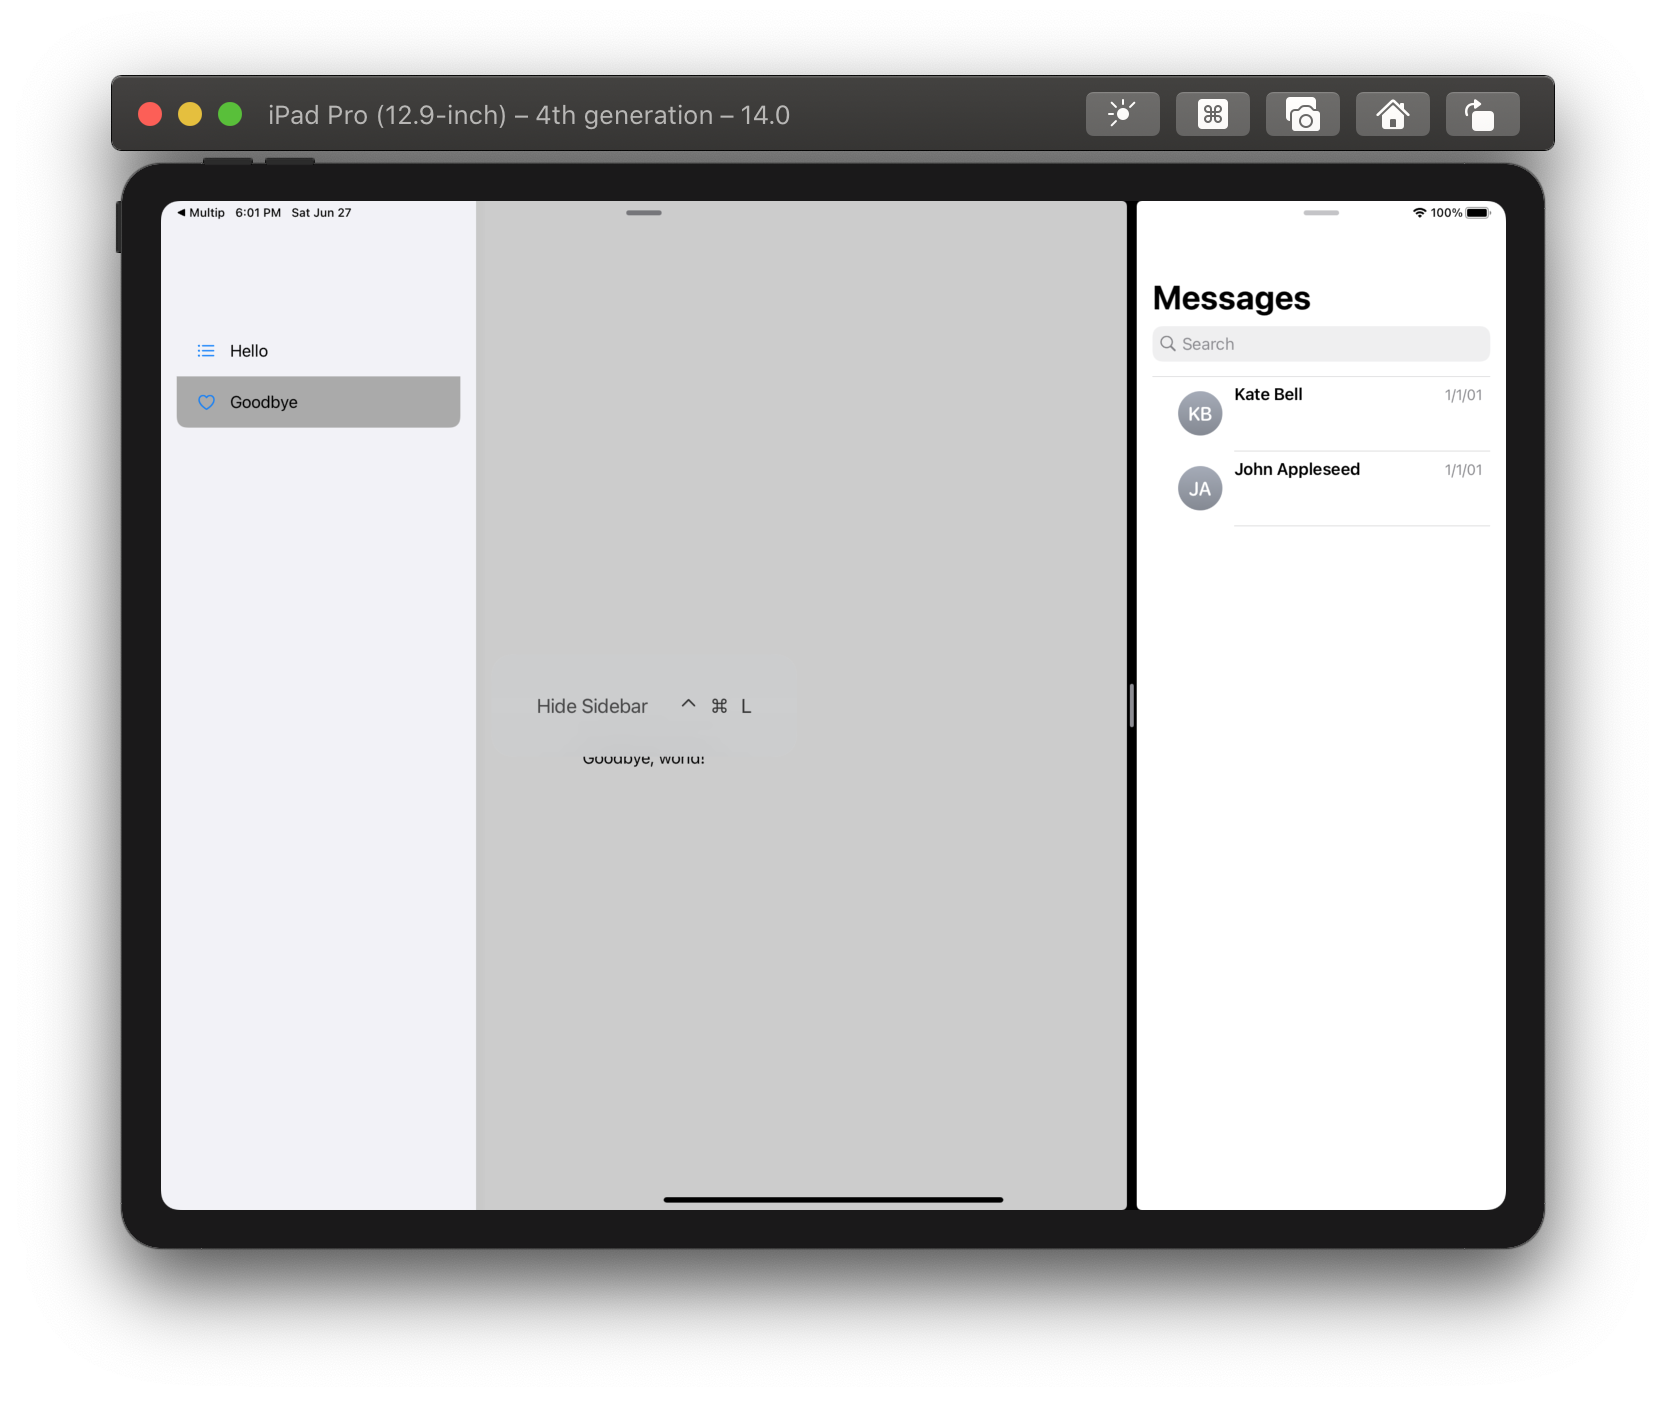 iPad Pro (12.9-inch) – 4th generation – 14.0
Multip 6:01 PM Sat Jun 27
100%
Hello
Goodbye
Hide Sidebar ^ ⌘ L
Goodbye, world!
Messages
Search
KB Kate Bell 1/1/01
JA John Appleseed 1/1/01